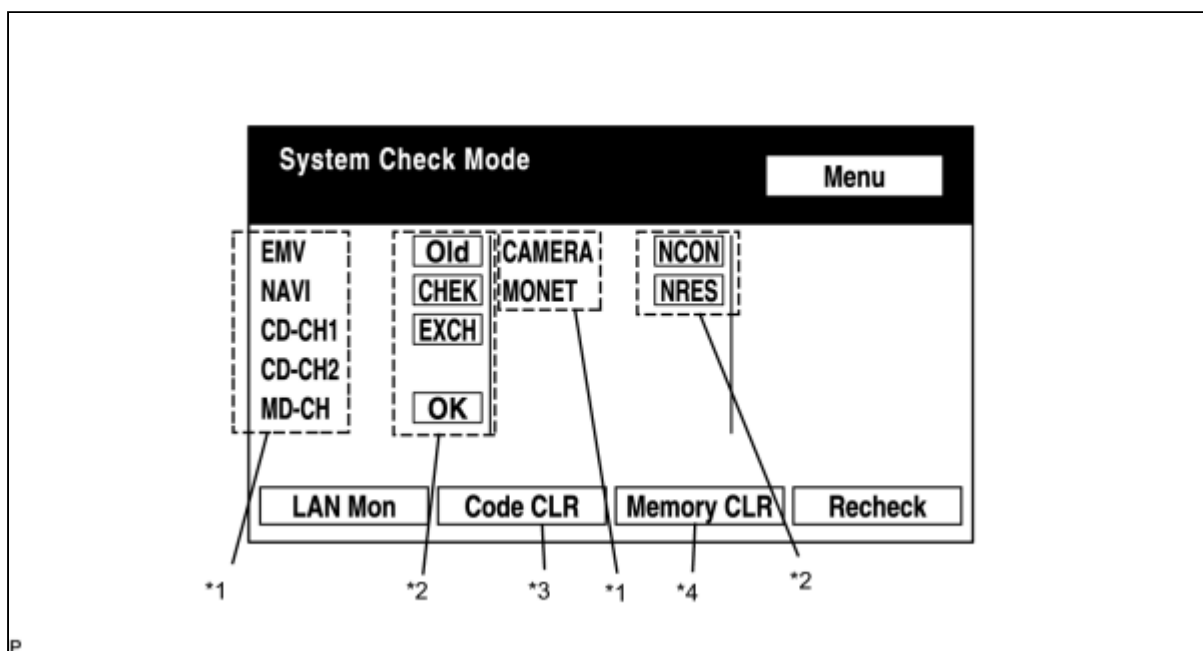 System Check Mode Menu
EMV Old CAMERA NCON
NAVI CHEK MONET NRES
CD-CH1 EXCH
CD-CH2
MD-CH OK
LAN Mon Code CLR Memory CLR Recheck
*1 *2 *3 *1 *4 *2
P